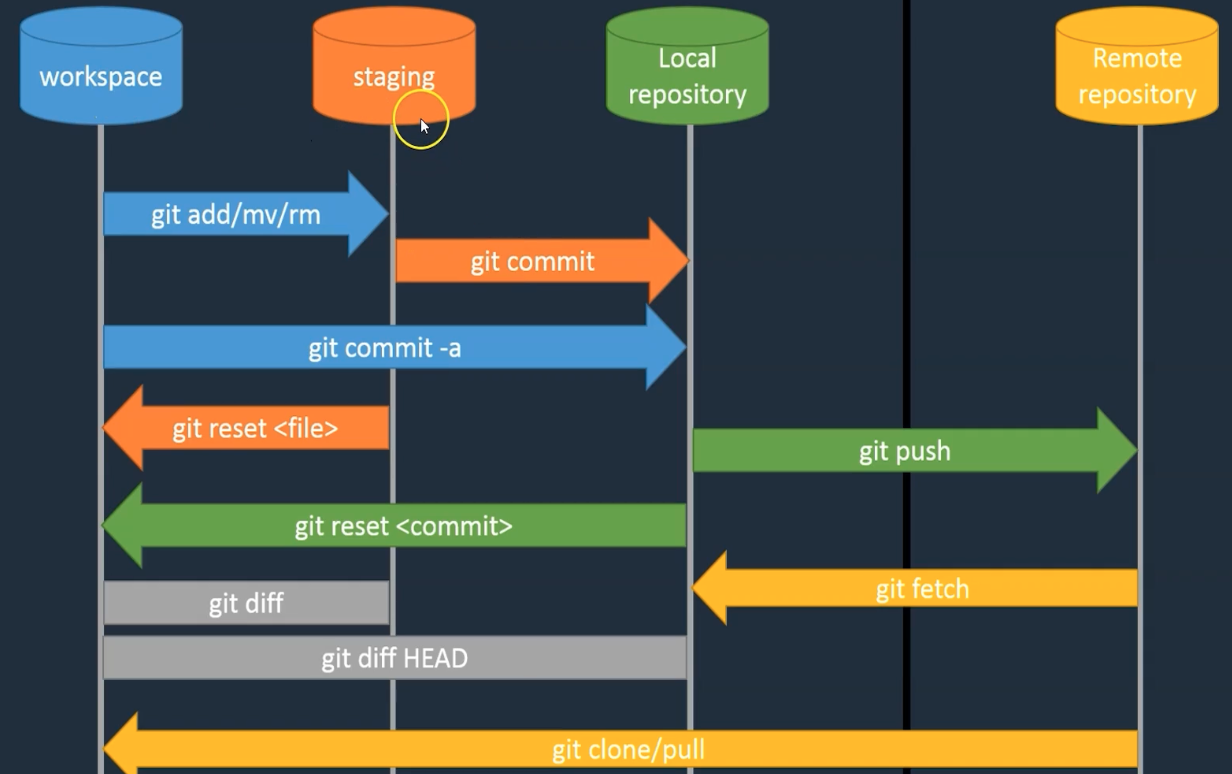 workspace
staging
Local
repository
Remote
repository
git add/mv/rm
git commit
git commit -a
git reset <file>
git push
git reset <commit>
git fetch
git diff
git diff HEAD
git clone/pull